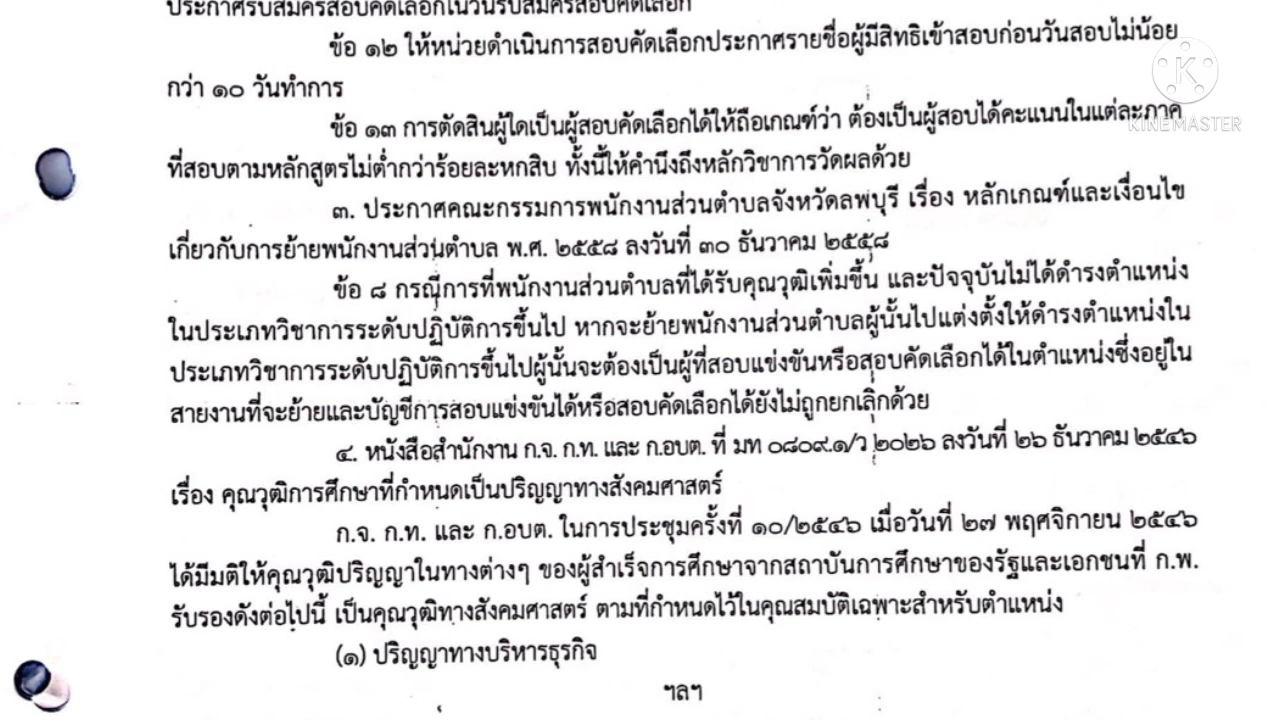 ประกาศรับสมัครสอบคัดเลือกในวันรับสมัครสอบคัดเลือก
ข้อ ๑๒ ให้หน่วยดำเนินการสอบคัดเลือกประกาศรายชื่อผู้มีสิทธิเข้าสอบก่อนวันสอบไม่น้อย
กว่า ๑๐ วันทำการ
ข้อ ๑๓ การตัดสินผู้ใดเป็นผู้สอบคัดเลือกได้ให้ถือเกณฑ์ว่า ต้องเป็นผู้สอบได้คะแนนในแต่ละภาค
KINEMASTER
ที่สอบตามหลักสูตรไม่ต่ำกว่าร้อยละหกสิบ ทั้งนี้ให้คำนึงถึงหลักวิชาการวัดผลด้วย
๓. ประกาศคณะกรรมการพนักงานส่วนตำบลจังหวัดลพบุรี เรื่อง หลักเกณฑ์และเงื่อนไข
เกี่ยวกับการย้ายพนักงานส่วนตำบล พ.ศ. ๒๕๕๘ ลงวันที่ ๓๐ ธันวาคม ๒๕๕๘
ข้อ ๘ กรณีการที่พนักงานส่วนตำบลที่ได้รับคุณวุฒิเพิ่มขึ้น และปัจจุบันไม่ได้ดำรงตำแหน่ง
ในประเภทวิชาการระดับปฏิบัติการขึ้นไป หากจะย้ายพนักงานส่วนตำบลผู้นั้นไปแต่งตั้งให้ดำรงตำแหน่งใน
ประเภทวิชาการระดับปฏิบัติการขึ้นไปผู้นั้นจะต้องเป็นผู้ที่สอบแข่งขันหรือสอบคัดเลือกได้ในตำแหน่งซึ่งอยู่ใน
สายงานที่จะย้ายและบัญชีการสอบแข่งขันได้หรือสอบคัดเลือกได้ยังไม่ถูกยกเลิกด้วย
๔. หนังสือสำนักงาน ก.จ. ก.ท. และ ก.อบต. ที่ มท ๐๘๐๙.๑/ว ๒๐๒๖ ลงวันที่ ๒๖ ธันวาคม ๒๕๔๖
เรื่อง คุณวุฒิการศึกษาที่กำหนดเป็นปริญญาทางสังคมศาสตร์
ก.จ. ก.ท. และ ก.อบต. ในการประชุมครั้งที่ ๑๐/๒๕๔๖ เมื่อวันที่ ๒๗ พฤศจิกายน ๒๕๔๖
ได้มีมติให้คุณวุฒิปริญญาในทางต่างๆ ของผู้สำเร็จการศึกษาจากสถาบันการศึกษาของรัฐและเอกชนที่ ก.พ.
รับรองดังต่อไปนี้ เป็นคุณวุฒิทางสังคมศาสตร์ ตามที่กำหนดไว้ในคุณสมบัติเฉพาะสำหรับตำแหน่ง
(๑) ปริญญาทางบริหารธุรกิจ
ฯลฯ